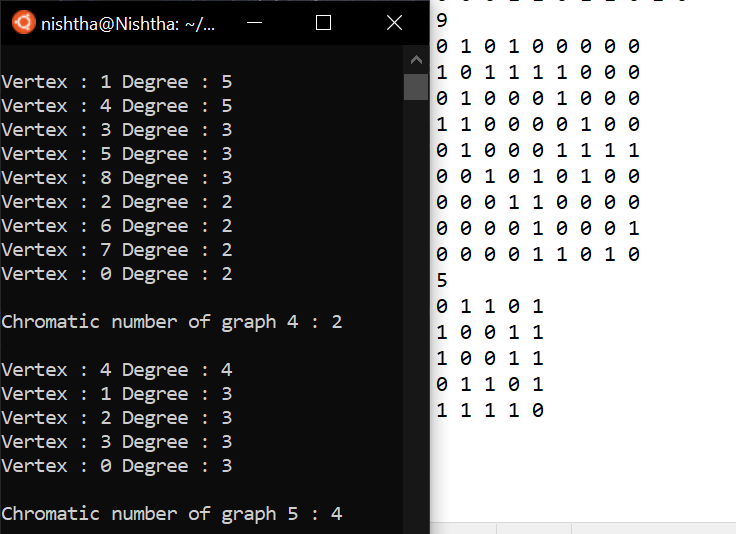 nishtha@Nishtha: ~/...
Vertex : 1 Degree : 5
Vertex : 4 Degree : 5
Vertex : 3 Degree : 3
Vertex : 5 Degree : 3
Vertex : 8 Degree : 3
Vertex : 2 Degree : 2
Vertex : 6 Degree : 2
Vertex : 7 Degree : 2
Vertex : 0 Degree : 2
Chromatic number of graph 4 : 2
Vertex : 4 Degree : 4
Vertex : 1 Degree : 3
Vertex : 2 Degree : 3
Vertex : 3 Degree : 3
Vertex : 0 Degree : 3
Chromatic number of graph 5 : 4
9
0 1 0 1 0 0 0 0 0
1 0 1 1 1 1 0 0 0
0 1 0 0 0 1 0 0 0
1 1 0 0 0 0 1 0 0
0 1 0 0 0 1 1 1 1
0 0 1 0 1 0 1 0 0
0 0 0 1 1 0 0 0 0
0 0 0 0 1 0 0 0 1
0 0 0 0 1 1 0 1 0
5
0 1 1 0 1
1 0 0 1 1
1 0 0 1 1
0 1 1 0 1
1 1 1 1 0